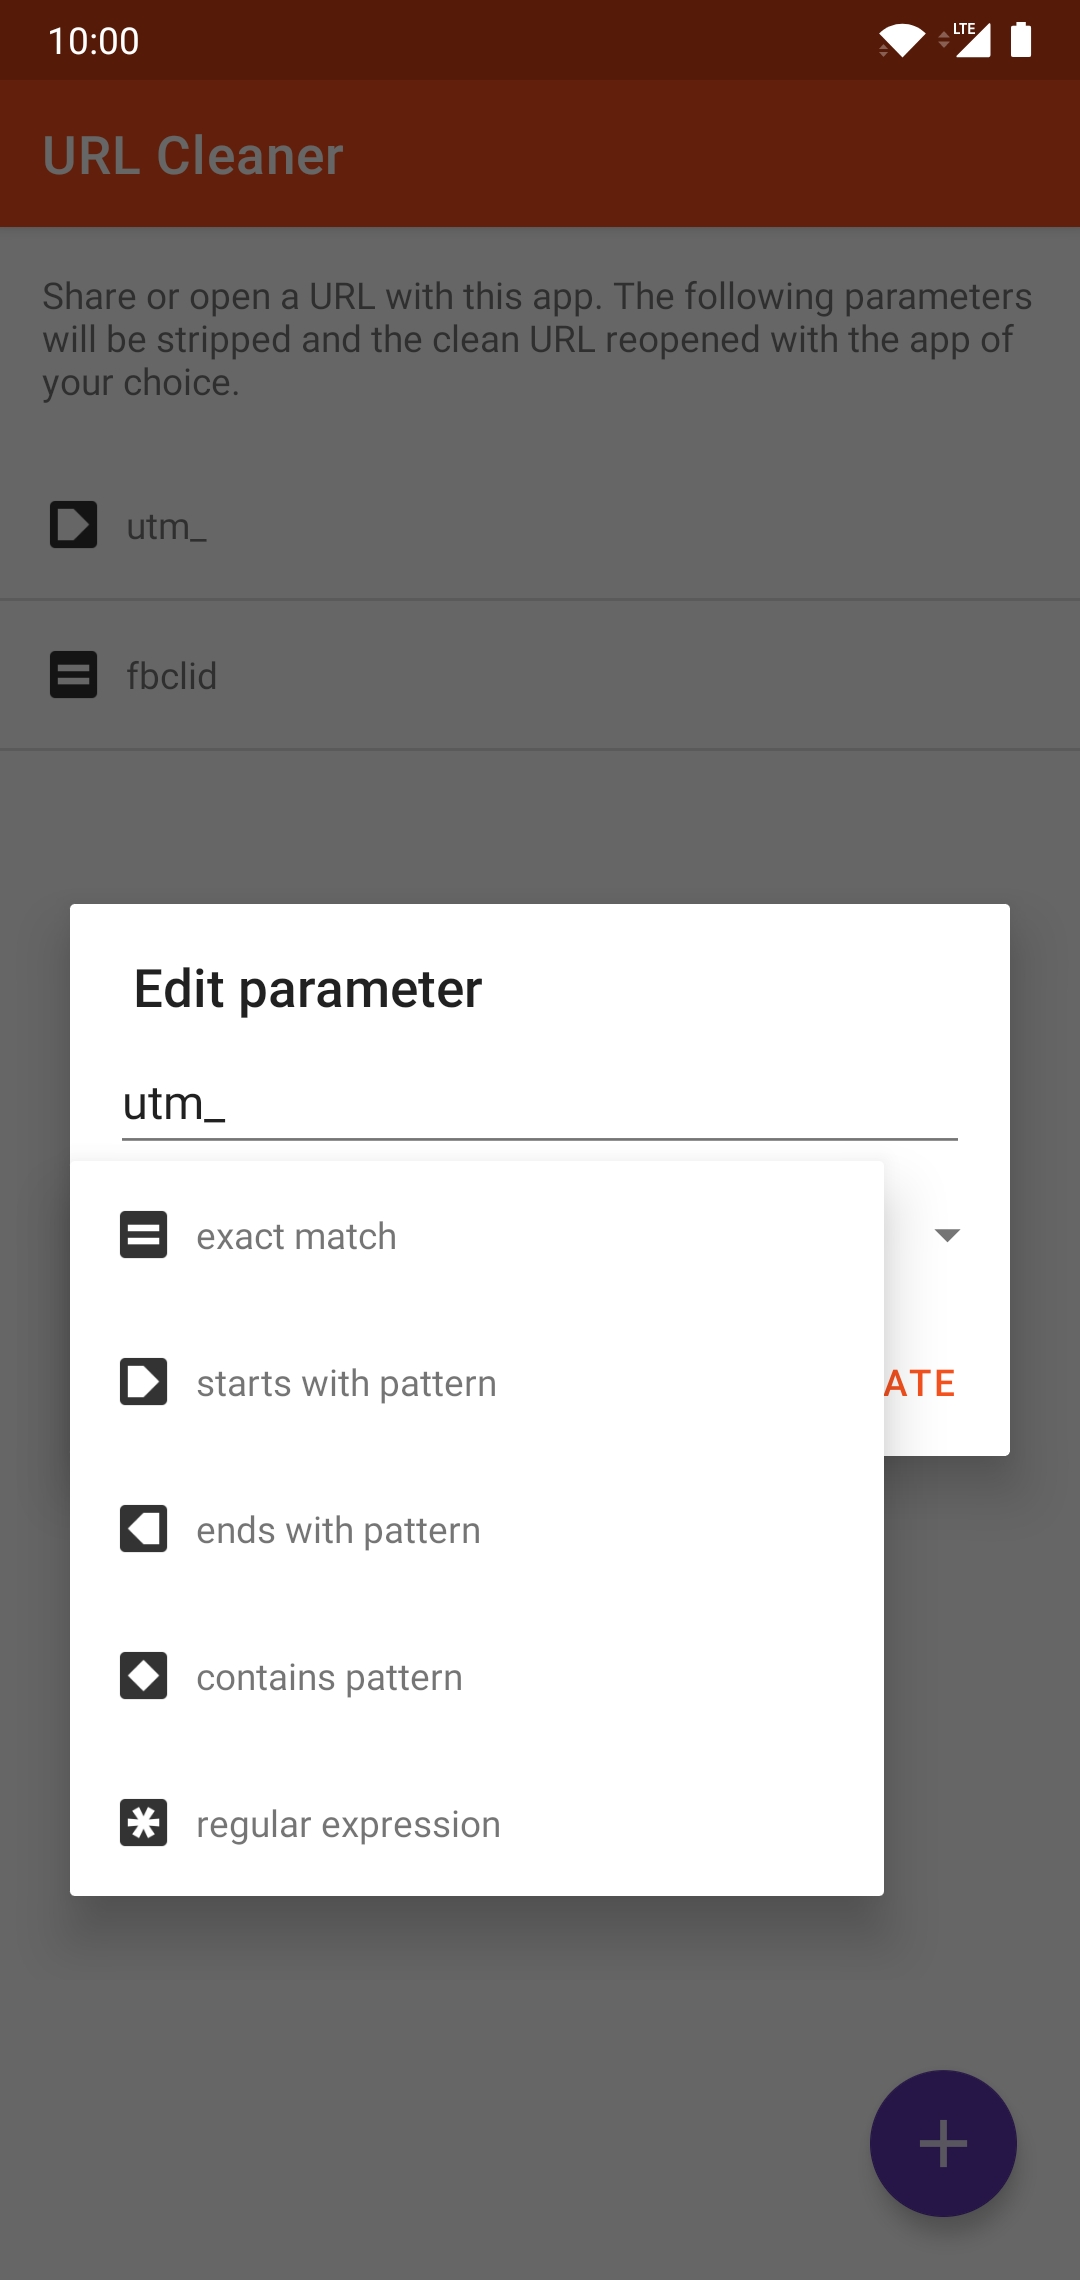 10:00
LTE
URL Cleaner
Share or open a URL with this app. The following parameters
will be stripped and the clean URL reopened with the app of
your choice.
utm_
fbclid
Edit parameter
utm_
exact match
starts with pattern
ATE
ends with pattern
contains pattern
regular expression